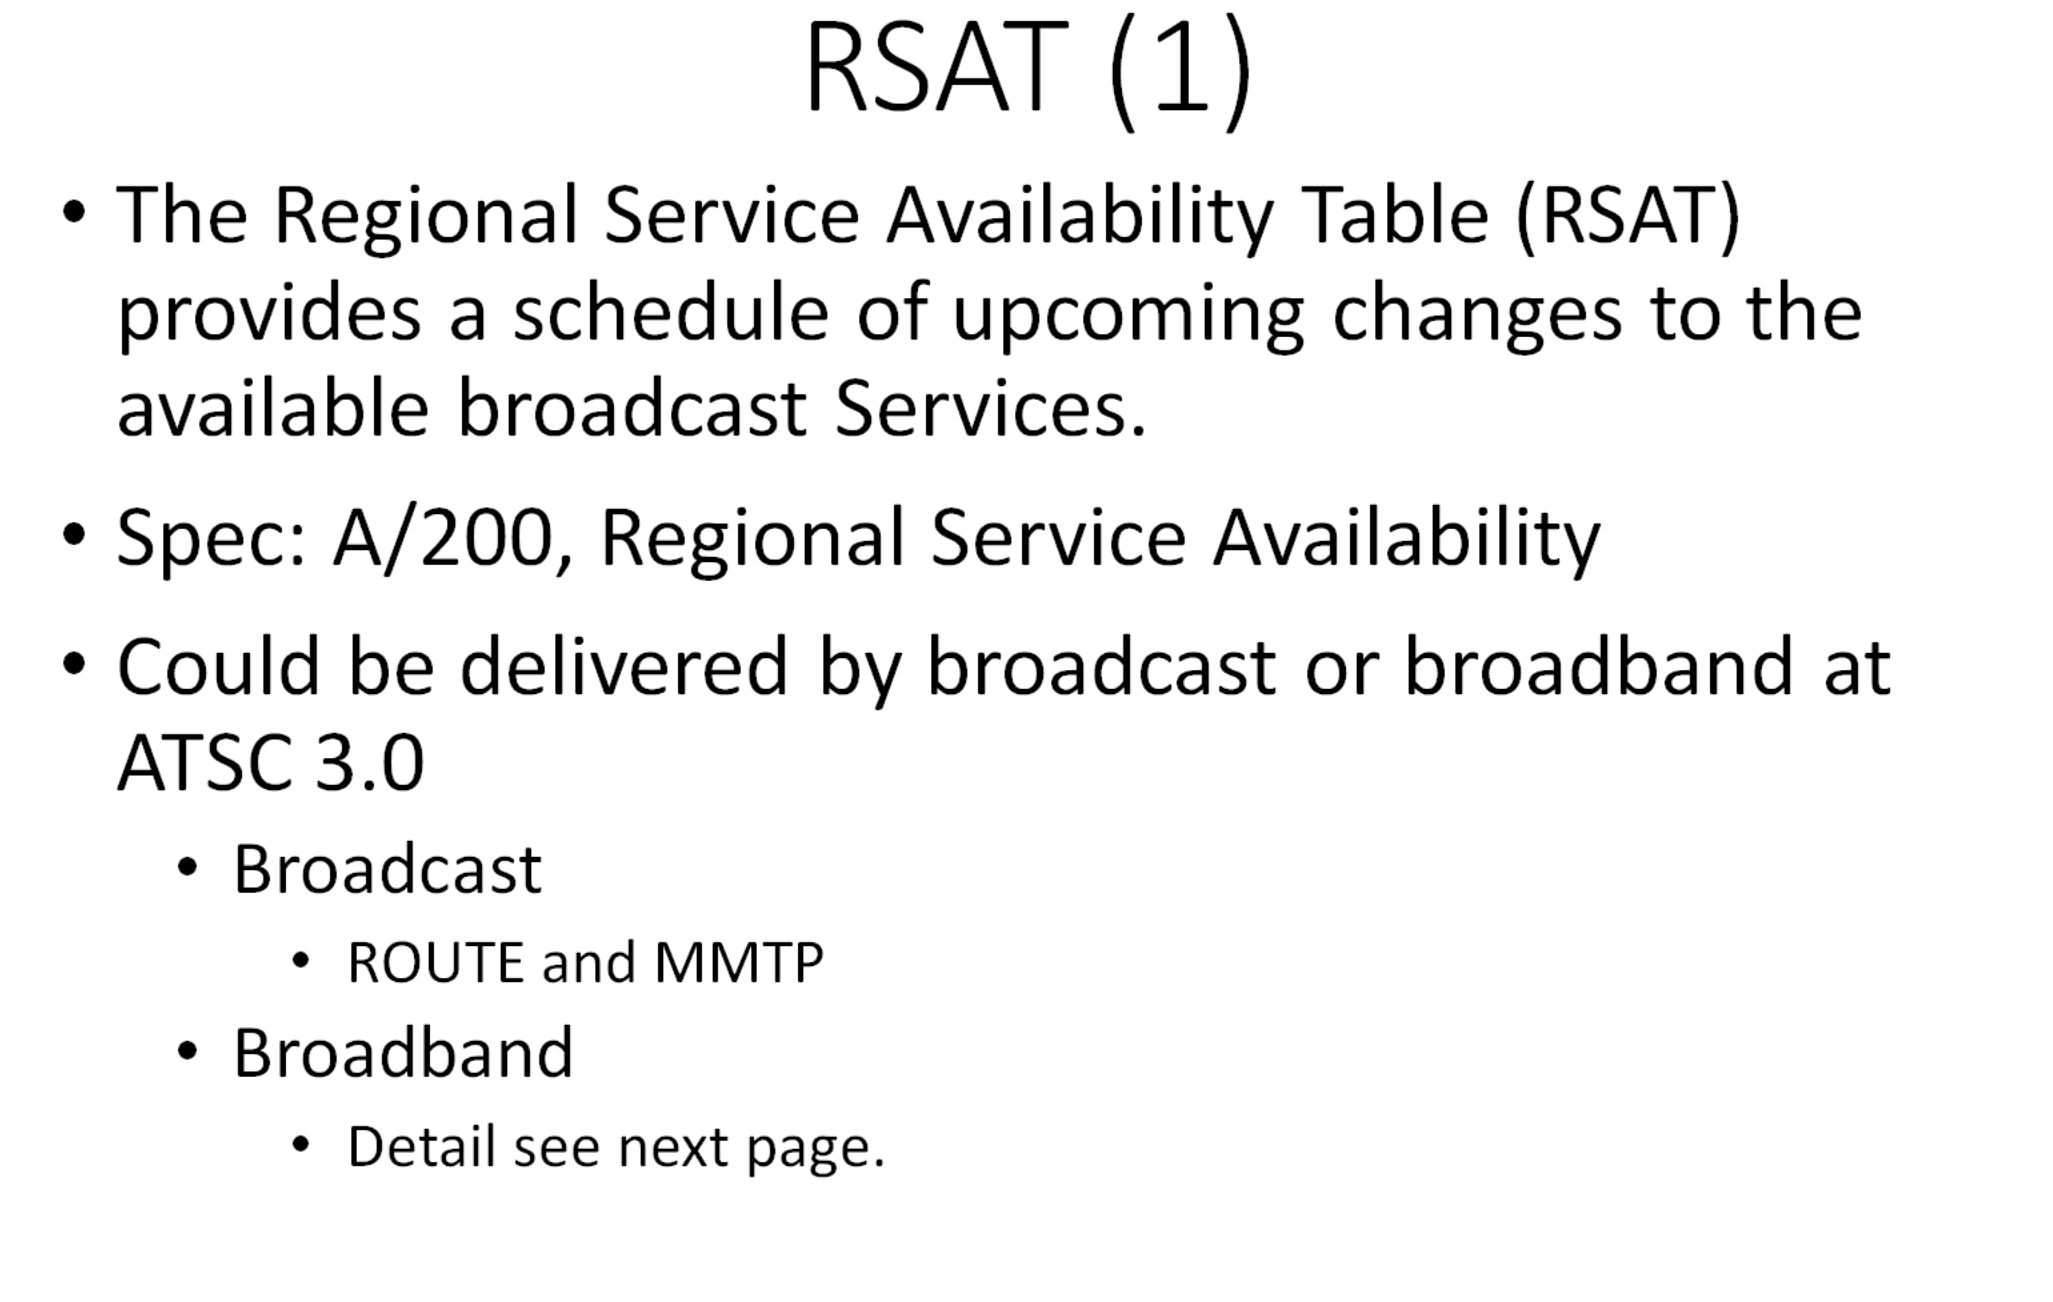 RSAT (1)
• The Regional Service Availability Table (RSAT)
provides a schedule of upcoming changes to the
available broadcast Services.
• Spec: A/200, Regional Service Availability
• Could be delivered by broadcast or broadband at
ATSC 3.0
• Broadcast
• ROUTE and MMTP
• Broadband
• Detail see next page.